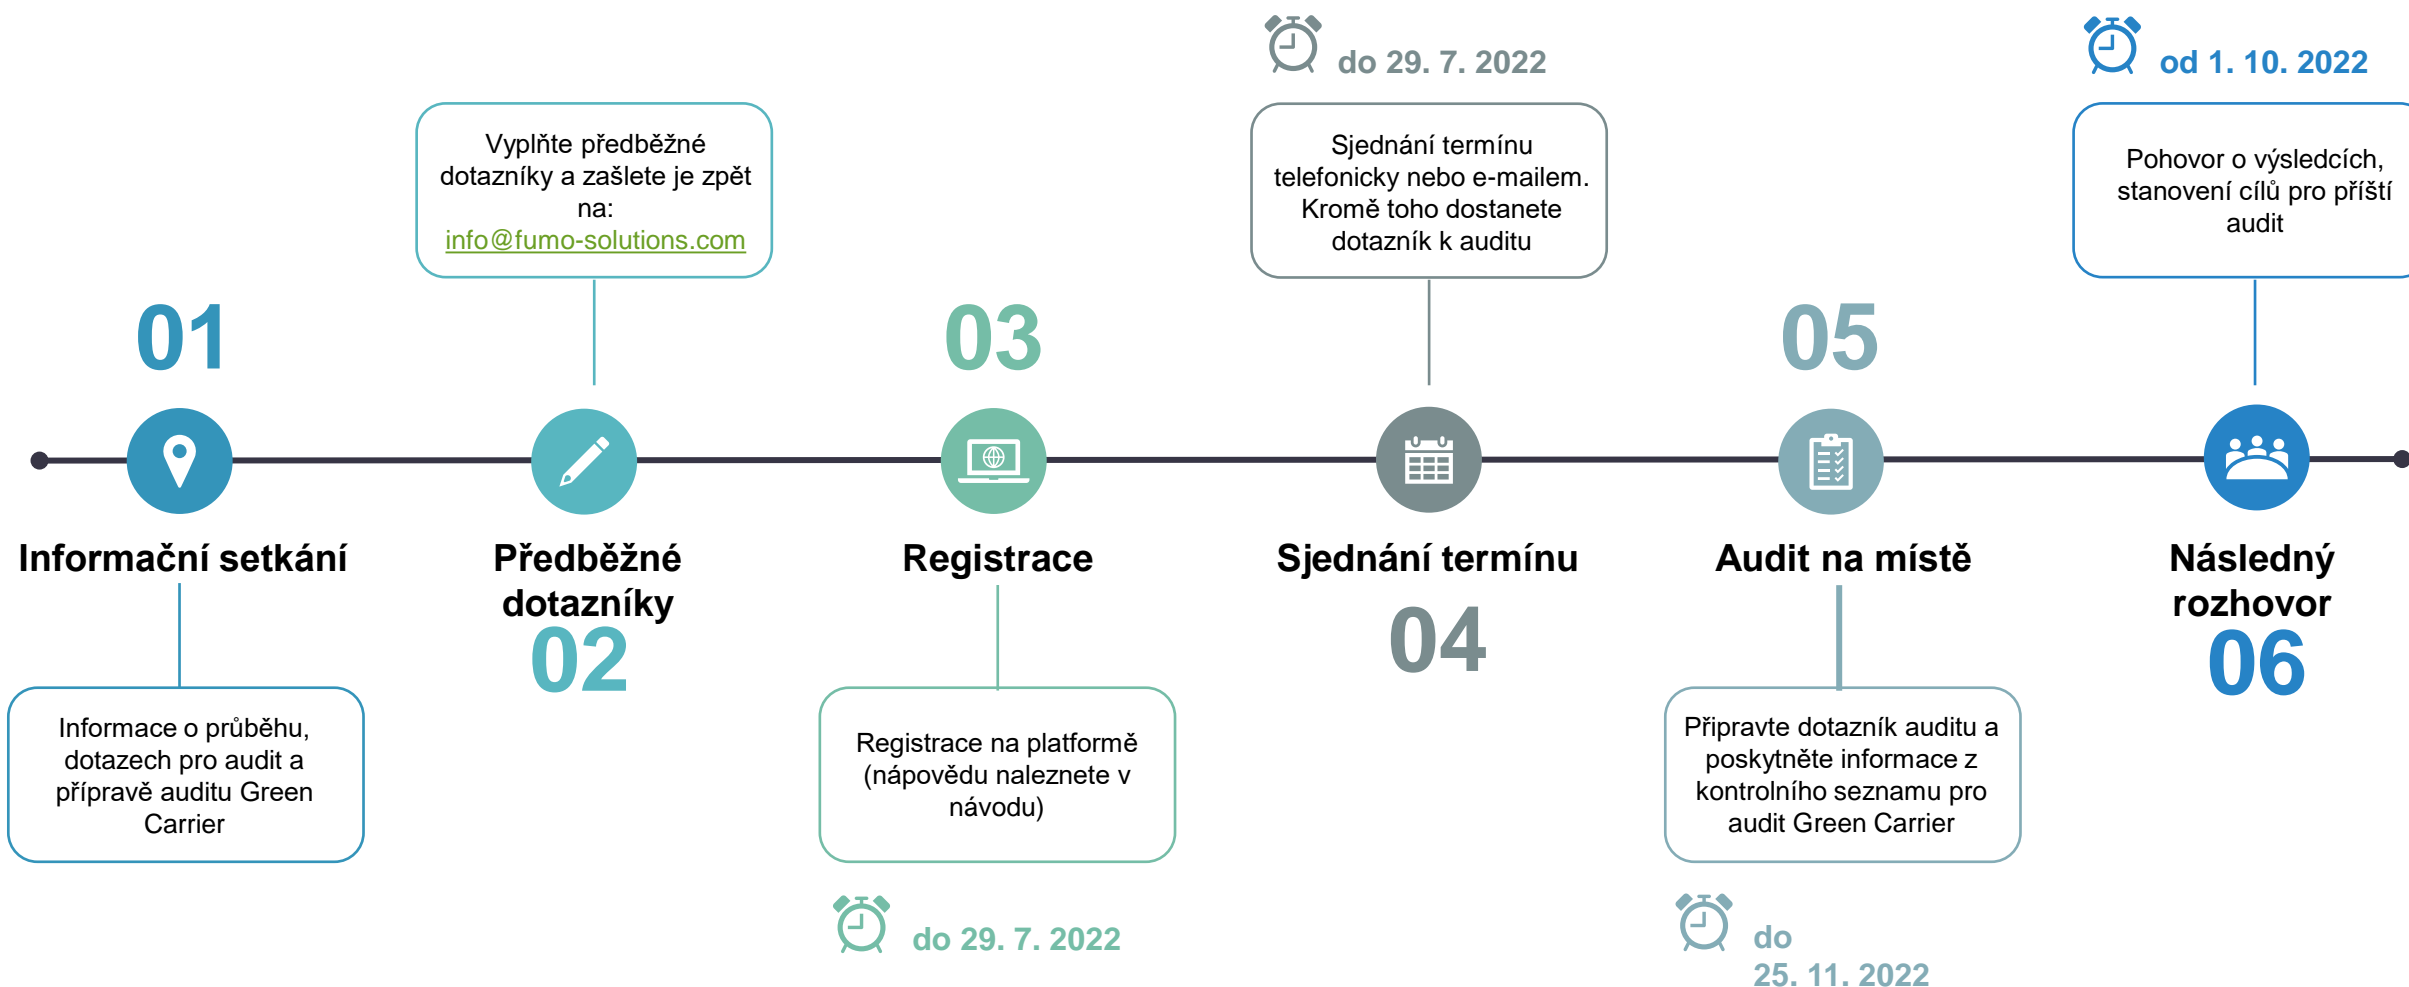 01
Informační setkání
Informace o průběhu,
dotazech pro audit a
přípravě auditu Green
Carrier
Vyplňte předběžné
dotazníky a zašlete je zpět
na:
info@fumo-solutions.com
Předběžné
dotazníky
02
03
Registrace
Registrace na platformě
(nápovědu naleznete v
návodu)
do 29. 7. 2022
do 29. 7. 2022
Sjednání termínu
telefonicky nebo e-mailem.
Kromě toho dostanete
dotazník k auditu
Sjednání termínu
04
05
Audit na místě
Připravte dotazník auditu a
poskytněte informace z
kontrolního seznamu pro
audit Green Carrier
do
25. 11. 2022
od 1. 10. 2022
Pohovor o výsledcích,
stanovení cílů pro příští
audit
Následný
rozhovor
06